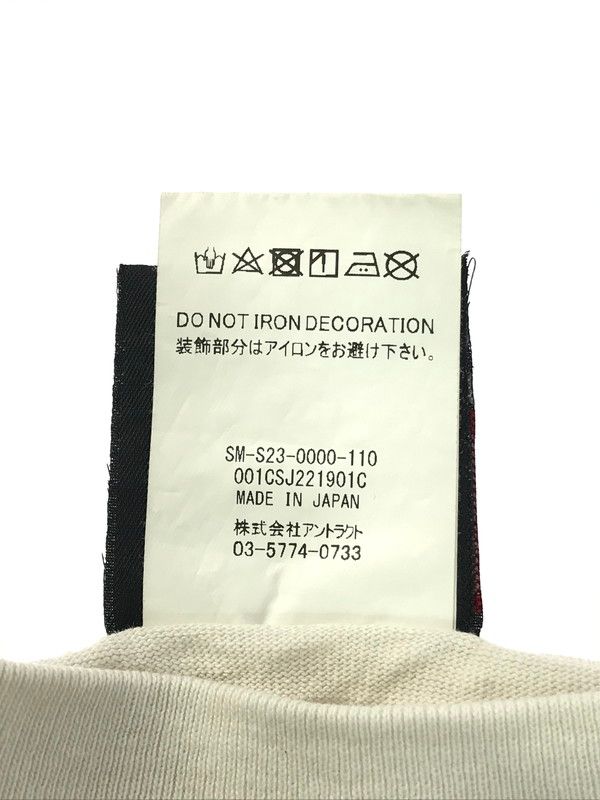 DO NOT IRON DECORATION
装飾部分はアイロンをお避け下さい。
SM-S23-0000-110
001CSJ221901C
MADE IN JAPAN
株式会社アントラクト
03-5774-0733